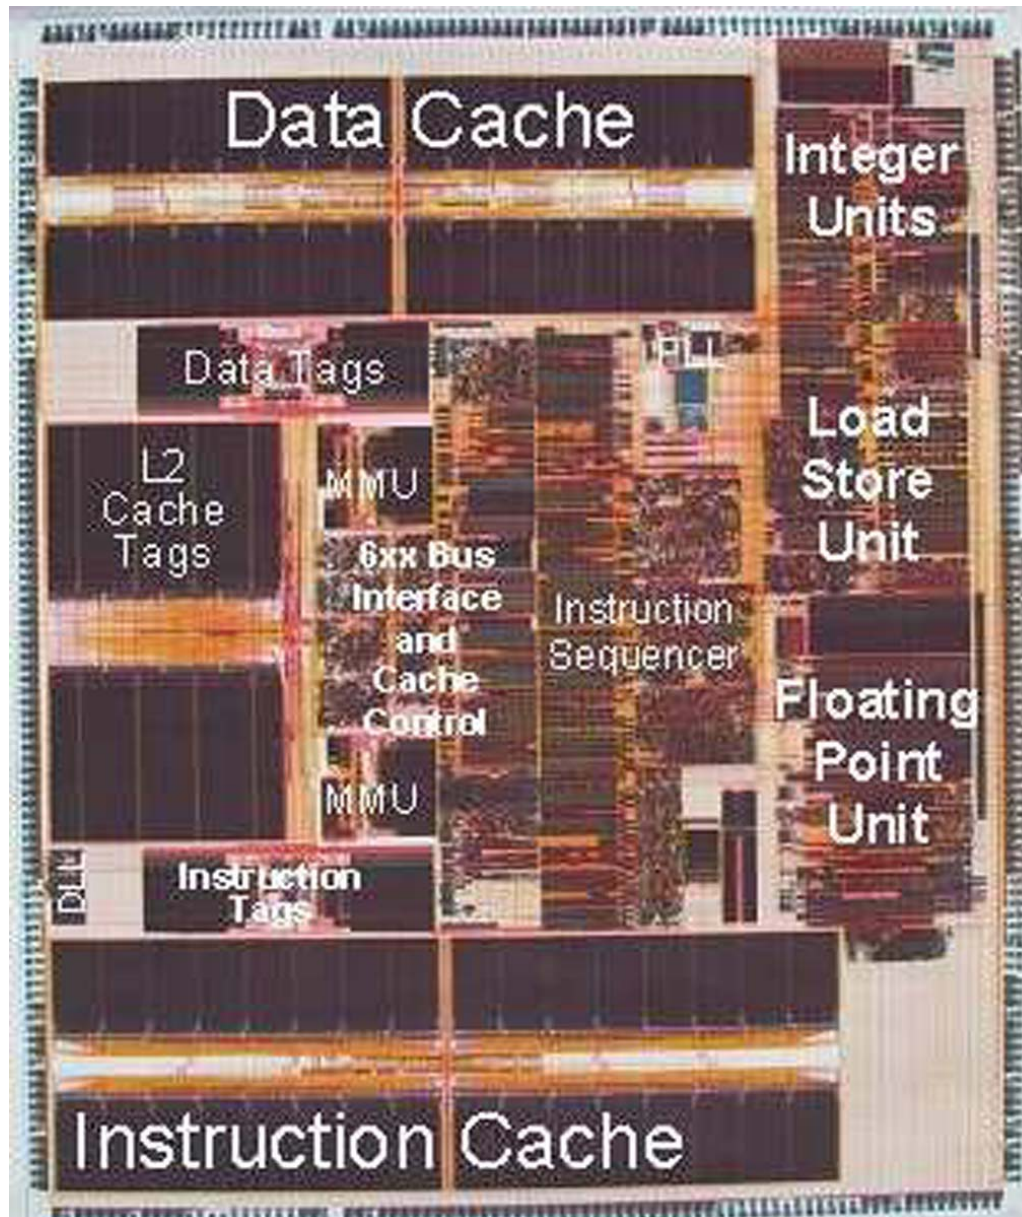 Data Cache
Integer
Units
Data Tags
PLL
Load
Store
Unit
L2
Cache
Tags
MMU
6xx Bus
Interface
and
Cache
Control
Instruction
Sequencer
Floating
Point
Unit
MMU
DLL
Instruction
Tags
Instruction Cache